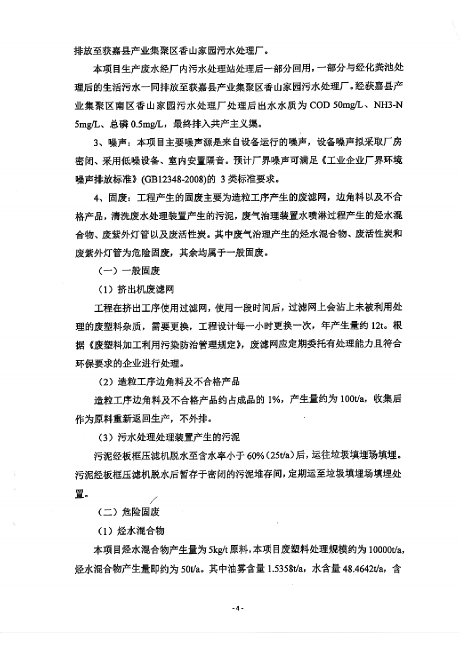 排放至获嘉县产业集聚区香山家园污水处理厂。
本项目生产废水经厂内污水处理站处理后一部分回用，一部分与经化粪池处
理后的生活污水一同排放至获嘉县产业集聚区香山家园污水处理厂。经获嘉县产
业集聚区南区香山家园污水处理厂处理后出水水质为 COD 50mg/L、NH3-N
5mg/L、总磷 0.5mg/L，最终排入共产主义渠。
3、噪声：本项目主要噪声源是来自设备运行的噪声，设备噪声拟采取厂房
密闭、采用低噪设备、室内安置隔音。预计厂界噪声可满足《工业企业厂界环境
噪声排放标准》(GB12348-2008)的 3 类标准要求。
4、固废：工程产生的固废主要为造粒工序产生的废滤网，边角料以及不合
格产品，清洗废水处理装置产生的污泥，废气治理装置水喷淋过程产生的烃水混
合物、废紫外灯管以及废活性炭。其中废气治理产生的烃水混合物、废活性炭和
废紫外灯管为危险固废，其余均属于一般固废。
（一）一般固废
（1）挤出机废滤网
工程在挤出工序使用过滤网，使用一段时间后，过滤网上会沾上未被利用处
理的废塑料杂质，需要更换，工程设计每一小时更换一次，年产生量约 12t。根
据《废塑料加工利用污染防治管理规定》，废滤网应定期委托有处理能力且符合
环保要求的企业进行处理。
（2）造粒工序边角料及不合格产品
造粒工序边角料及不合格产品约占成品的 1%，产生量约为 100t/a，收集后
作为原料重新返回生产，不外排。
（3）污水处理处理装置产生的污泥
污泥经板框压滤机脱水至含水率小于 60%（25t/a）后，运往垃圾填埋场填埋。
污泥经板框压滤机脱水后暂存于密闭的污泥堆存间，定期运至垃圾填埋场填埋处
置。
（二）危险固废
（1）烃水混合物
本项目烃水混合物产生量为 5kg/t 原料，本项目废塑料处理规模约为 10000t/a，
烃水混合物产生量即约为 50t/a。其中油雾含量 1.5358t/a，水含量 48.4642t/a，含
- 4 -